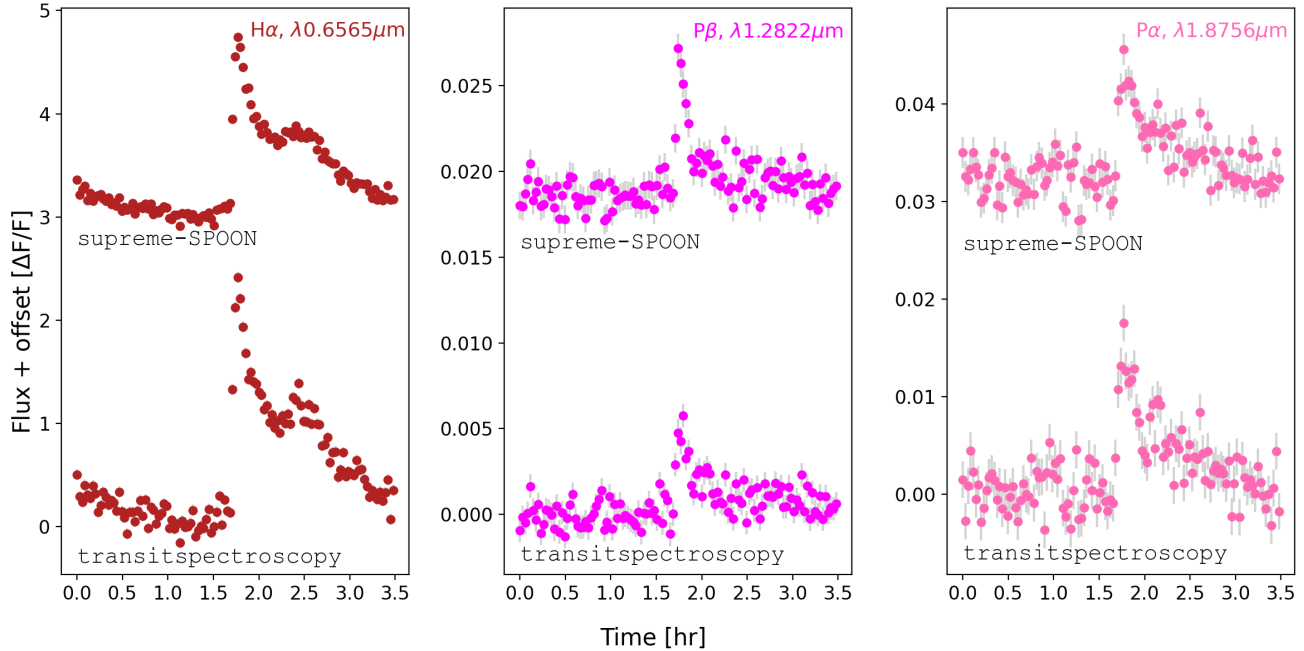 Flux + offset [ΔF/F]
5
4
3
2
1
0
Hα, λ0.6565μm
supreme-SPOON
transitspectroscopy
0.0 0.5 1.0 1.5 2.0 2.5 3.0 3.5
0.025
0.020
0.015
0.010
0.005
0.000
Pβ, λ1.2822μm
supreme-SPOON
transitspectroscopy
0.0 0.5 1.0 1.5 2.0 2.5 3.0 3.5
0.04
0.03
0.02
0.01
0.00
Pα, λ1.8756μm
supreme-SPOON
transitspectroscopy
0.0 0.5 1.0 1.5 2.0 2.5 3.0 3.5
Time [hr]